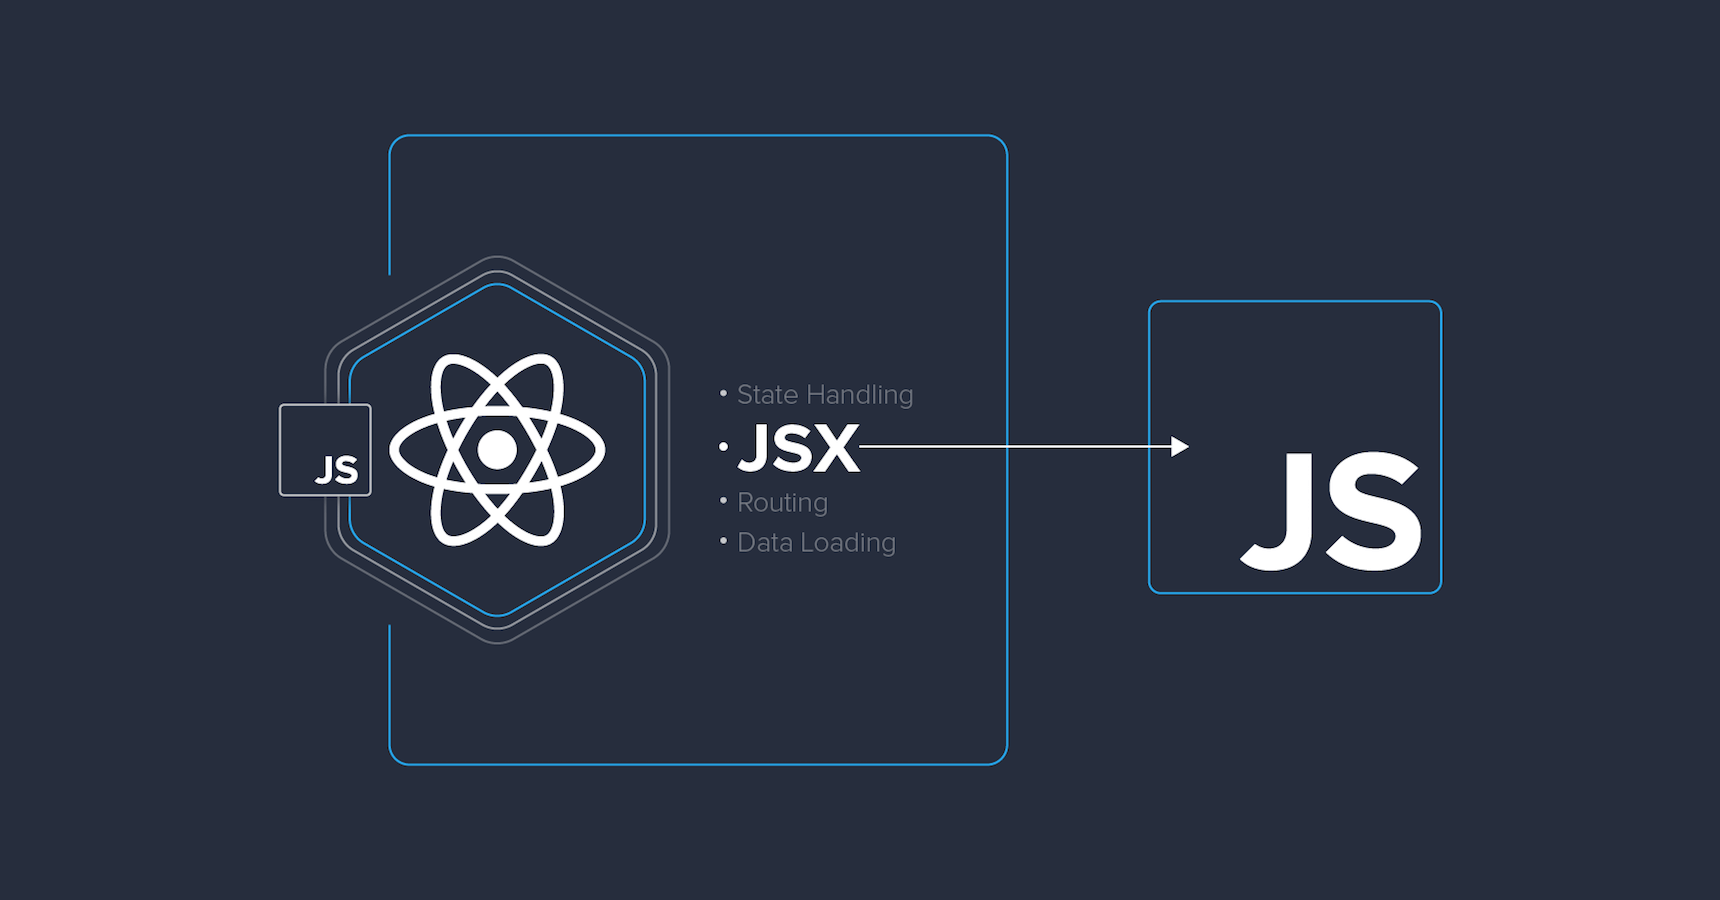 JS
State Handling
JSX
Routing
Data Loading
JS